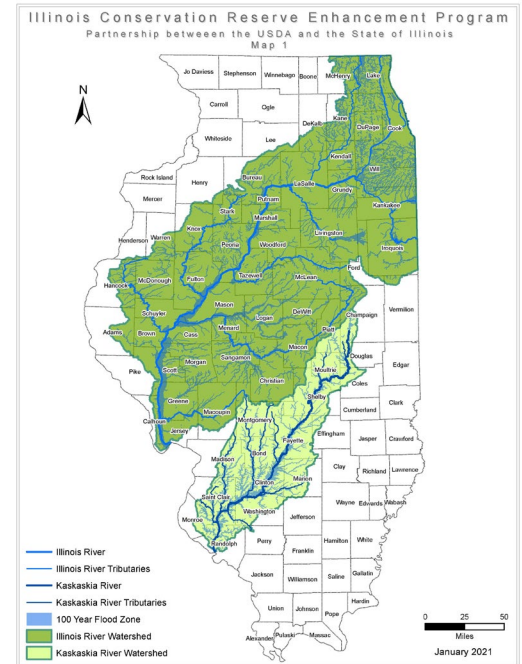 Illinois Conservation Reserve Enhancement Program
Partnership betweeen the USDA and the State of Illinois
Map 1
N
Jo Daviess Stephenson Winnebago Boone McHenry Lake
Carroll Ogle
DeKalb Kane
DuPage Cook
Whiteside Lee
Kendall Will
Rock Island Henry Bureau LaSalle Grundy
Mercer Putnam Kankakee
Stark Marshall
Henderson Warren Knox Livingston
Peoria Woodford Iroquois
Ford
Hancock McDonough Fulton Tazewell McLean
Mason
Schuyler Logan DeWitt Champaign Vermilion
Adams Brown Cass Menard Piatt
Macon Douglas
Pike Scott Morgan Sangamon Moultrie Edgar
Christian Coles
Greene Shelby Clark
Calhoun Macoupin Montgomery Cumberland
Jersey Fayette Effingham Jasper Crawford
Madison Bond
Clay Richland Lawrence
Clinton Marion
Saint Clair Wayne Edwards Wabash
Washington Jefferson
Monroe
Randolph Perry Hamilton White
Franklin
Jackson Williamson Saline Gallatin
Union Johnson Pope Hardin
Alexander Pulaski Massac
Illinois River
Illinois River Tributaries
Kaskaskia River
Kaskaskia River Tributaries
100 Year Flood Zone
Illinois River Watershed
Kaskaskia River Watershed
0 25 50
Miles
January 2021